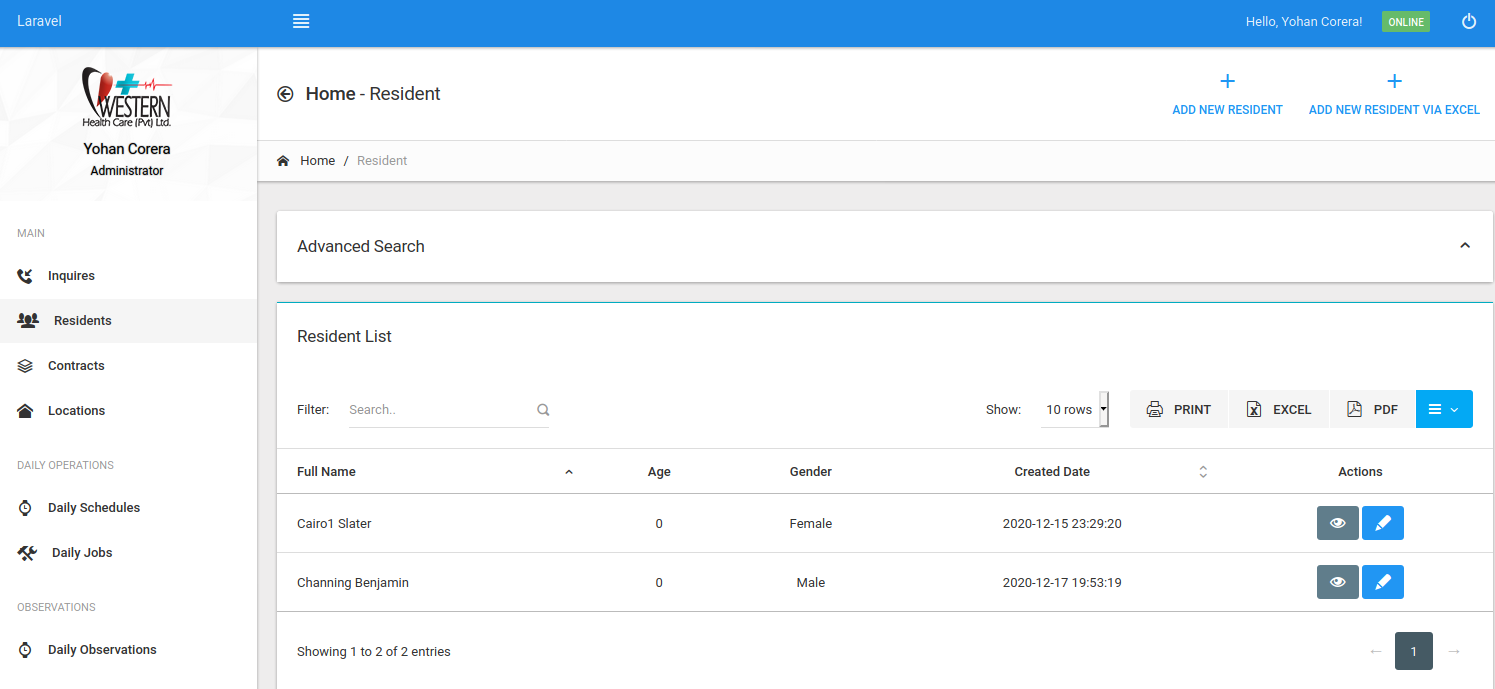 Laravel
Hello, Yohan Corera!
ONLINE
WESTERN
Health Care (Pvt) Ltd.
Yohan Corera
Administrator
Home - Resident
ADD NEW RESIDENT
ADD NEW RESIDENT VIA EXCEL
Home / Resident
MAIN
Inquires
Residents
Contracts
Locations
DAILY OPERATIONS
Daily Schedules
Daily Jobs
OBSERVATIONS
Daily Observations
Advanced Search
Resident List
Filter: Search..
Show: 10 rows
PRINT
EXCEL
PDF
Full Name Age Gender Created Date Actions
Cairo1 Slater 0 Female 2020-12-15 23:29:20
Channing Benjamin 0 Male 2020-12-17 19:53:19
Showing 1 to 2 of 2 entries
← 1 →